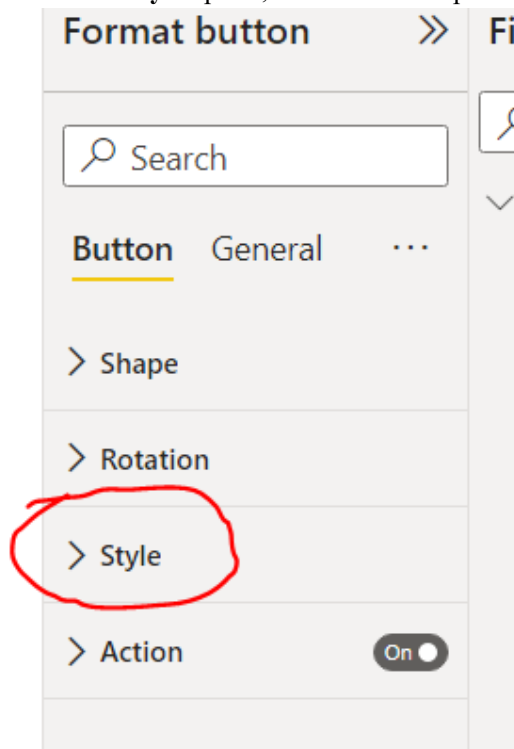 Format button
Fi
Search
Button General
Shape
Rotation
Style
Action On